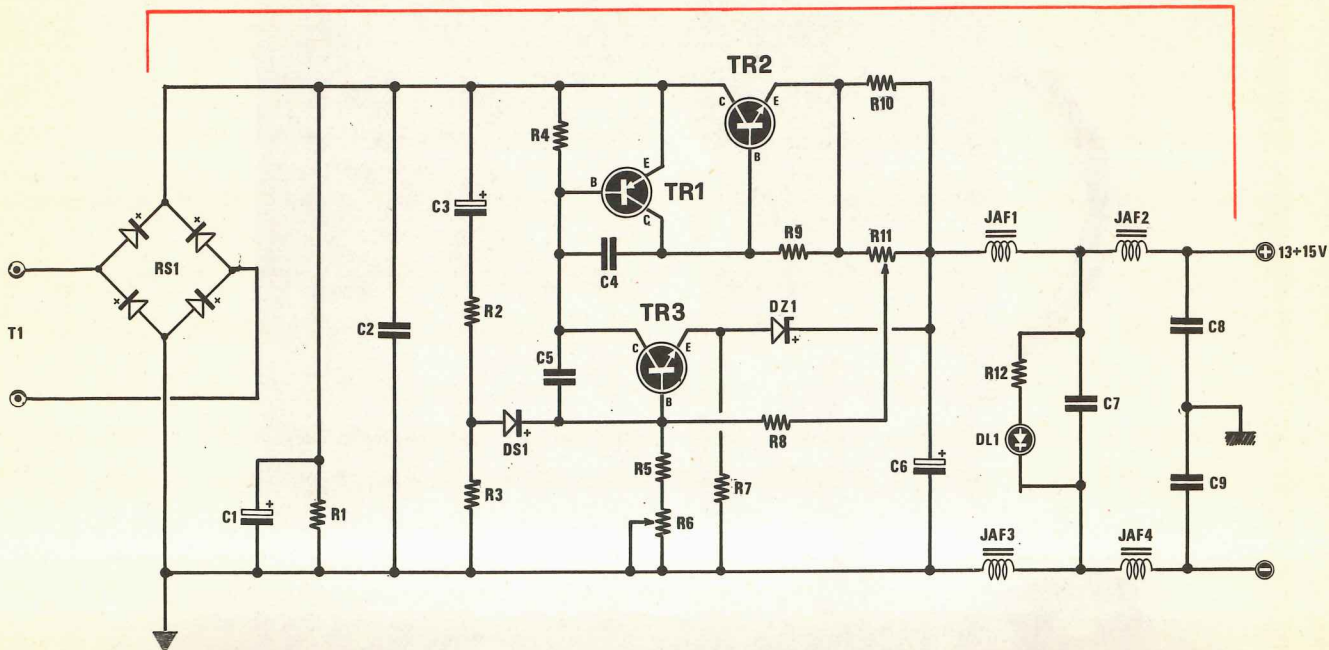 TR2
C
E
B
R10
R4
E
B
TR1
C
C3
+
C4
R9
R11
JAF1
JAF2
+ 13÷15V
RS1
T1
C2
R2
TR3
C
E
B
DZ1
+
C5
C8
R12
C7
DS1
+
R8
DL1
R5
C6
+
C9
C1
+
R1
R3
R6
R7
JAF3
JAF4
−